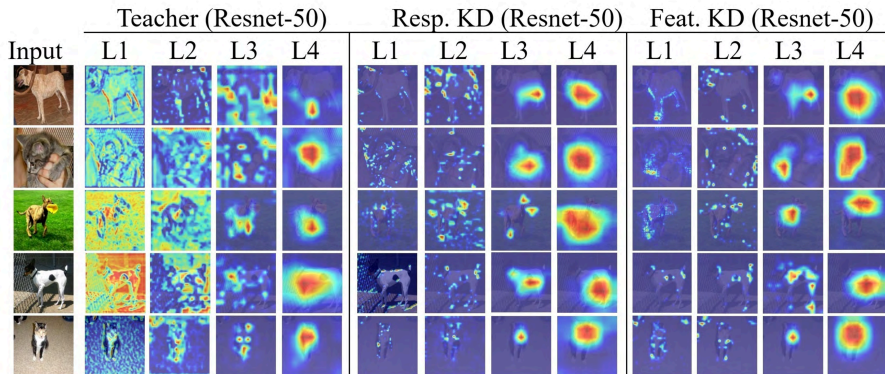 Teacher (Resnet-50) Resp. KD (Resnet-50) Feat. KD (Resnet-50)
Input L1 L2 L3 L4 L1 L2 L3 L4 L1 L2 L3 L4